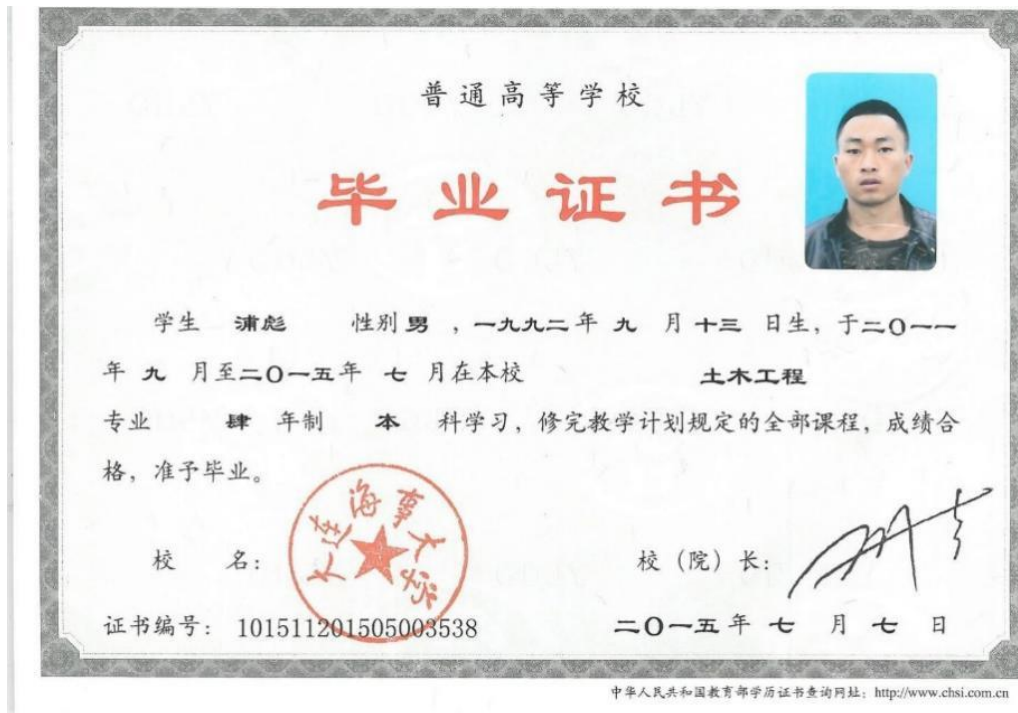 普通高等学校
毕业证书
学生 浦彪 性别 男 ，一九九二年 九 月 十三 日生，于二〇一一
年 九 月至二〇一五年 七 月在本校 土木工程
专业 肆 年制 本 科学习，修完教学计划规定的全部课程，成绩合
格，准予毕业。
大连海事大学
校 名： 校（院）长：
证书编号： 101511201505003538 二〇一五年 七 月 七 日
中华人民共和国教育部学历证书查询网址：http://www.chsi.com.cn